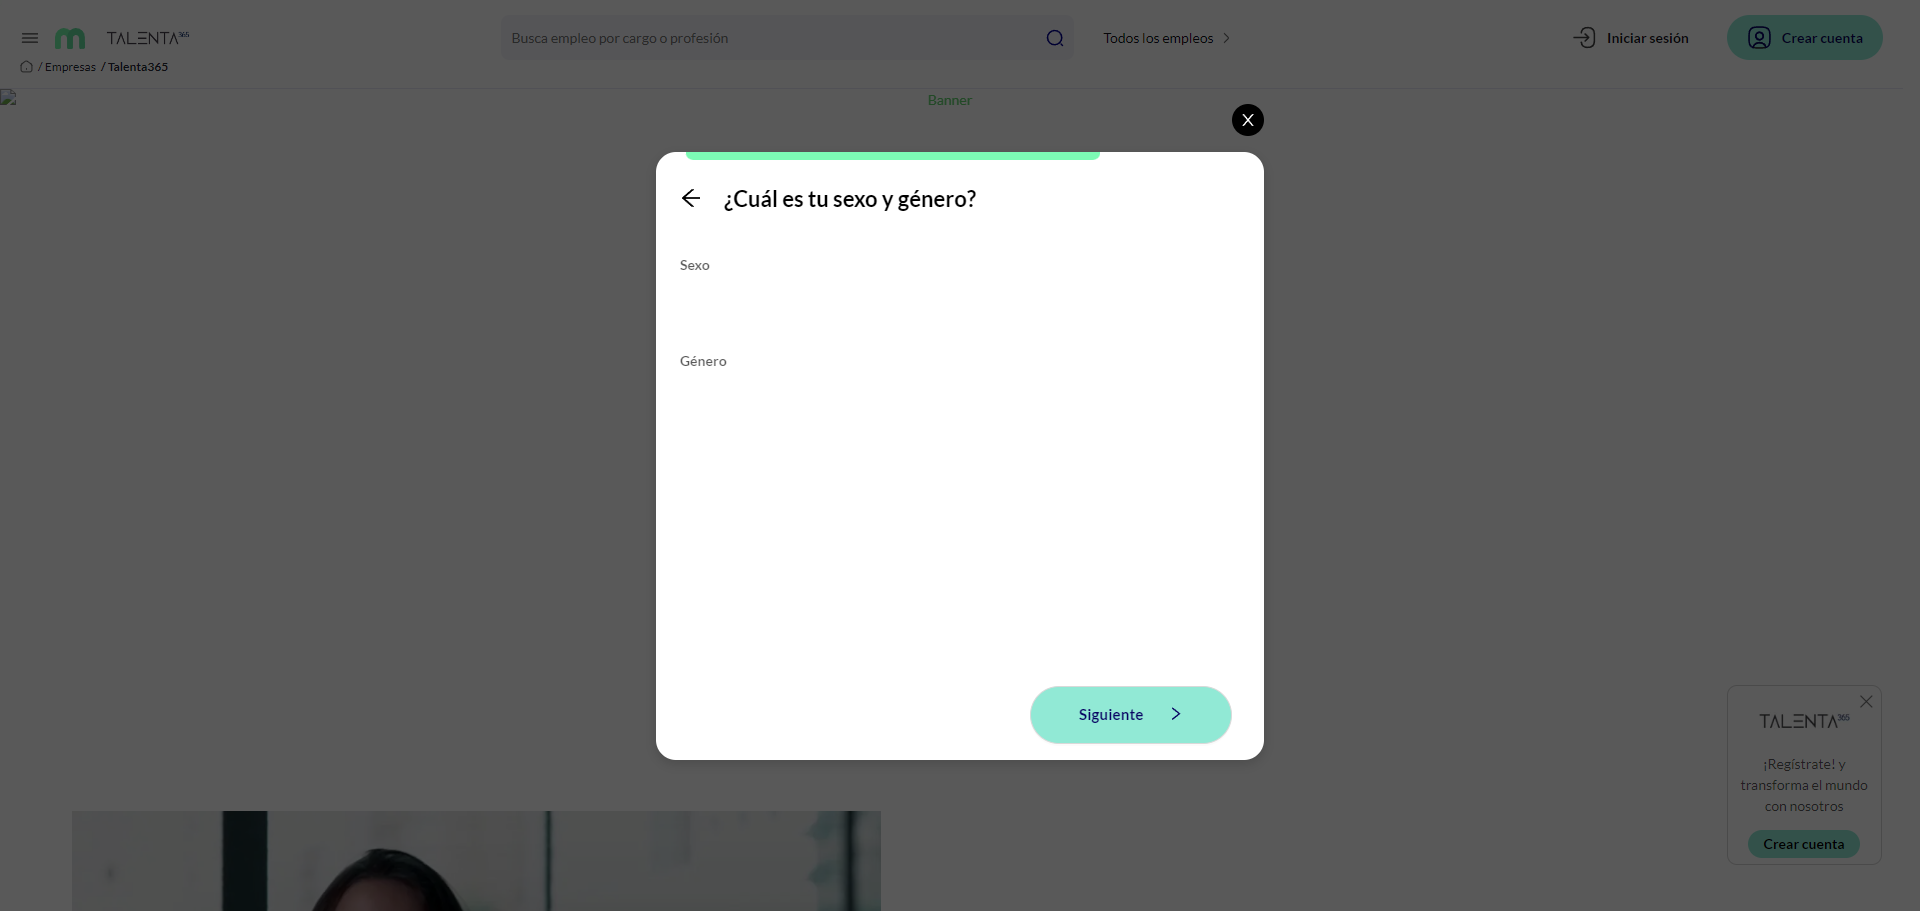 TALENTA365
Busca empleo por cargo o profesión
Todos los empleos
Iniciar sesión
Crear cuenta
/ Empresas / Talenta365
Banner
X
¿Cuál es tu sexo y género?
Sexo
Género
Siguiente
TALENTA365
¡Regístrate! y
transforma el mundo
con nosotros
Crear cuenta